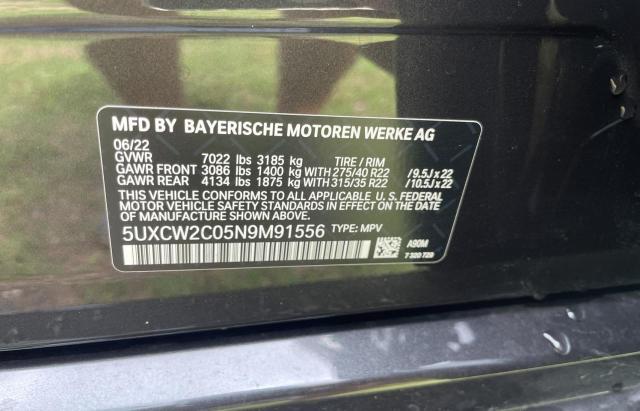 MFD BY BAYERISCHE MOTOREN WERKE AG
06/22
GVWR 7022 lbs 3185 kg TIRE / RIM
GAWR FRONT 3086 lbs 1400 kg WITH 275/40 R22 / 9.5J x 22
GAWR REAR 4134 lbs 1875 kg WITH 315/35 R22 / 10.5J x 22
THIS VEHICLE CONFORMS TO ALL APPLICABLE U. S. FEDERAL
MOTOR VEHICLE SAFETY STANDARDS IN EFFECT ON THE DATE OF
MANUFACTURE SHOWN ABOVE.
5UXCW2C05N9M91556 TYPE: MPV
A90M
7 320 729